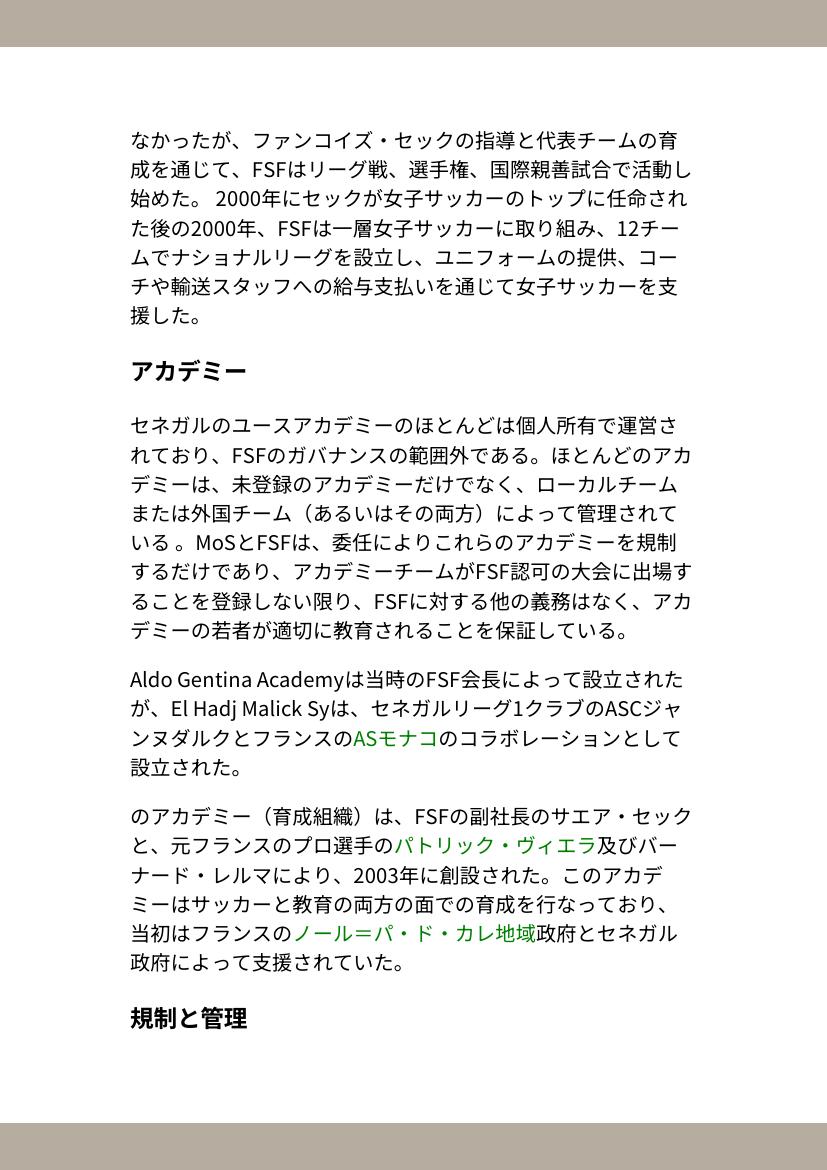 なかったが、ファンコイズ・セックの指導と代表チームの育
成を通じて、FSFはリーグ戦、選手権、国際親善試合で活動し
始めた。 2000年にセックが女子サッカーのトップに任命され
た後の2000年、FSFは一層女子サッカーに取り組み、12チー
ムでナショナルリーグを設立し、ユニフォームの提供、コー
チや輸送スタッフへの給与支払いを通じて女子サッカーを支
援した。
アカデミー
セネガルのユースアカデミーのほとんどは個人所有で運営さ
れており、FSFのガバナンスの範囲外である。ほとんどのアカ
デミーは、未登録のアカデミーだけでなく、ローカルチーム
または外国チーム（あるいはその両方）によって管理されて
いる 。MoSとFSFは、委任によりこれらのアカデミーを規制
するだけであり、アカデミーチームがFSF認可の大会に出場す
ることを登録しない限り、FSFに対する他の義務はなく、アカ
デミーの若者が適切に教育されることを保証している。
Aldo Gentina Academyは当時のFSF会長によって設立された
が、El Hadj Malick Syは、セネガルリーグ1クラブのASCジャ
ンヌダルクとフランスのASモナコのコラボレーションとして
設立された。
のアカデミー（育成組織）は、FSFの副社長のサエア・セック
と、元フランスのプロ選手のパトリック・ヴィエラ及びバー
ナード・レルマにより、2003年に創設された。このアカデ
ミーはサッカーと教育の両方の面での育成を行なっており、
当初はフランスのノール＝パ・ド・カレ地域政府とセネガル
政府によって支援されていた。
規制と管理